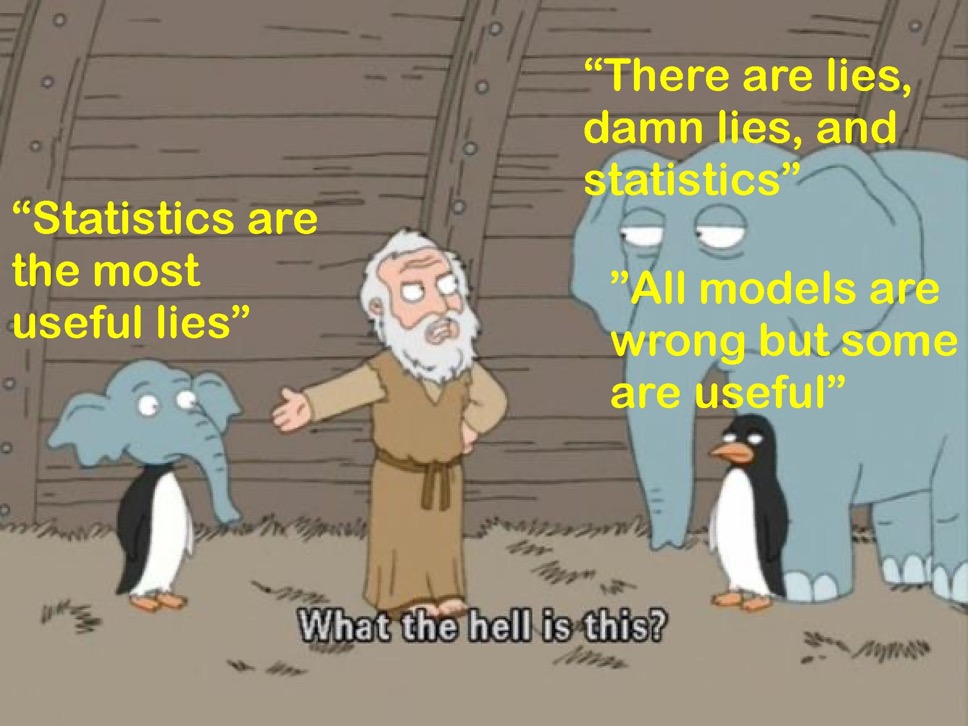 “Statistics are
the most
useful lies”
“There are lies,
damn lies, and
statistics”
”All models are
wrong but some
are useful”
What the hell is this?